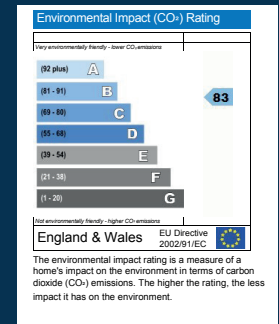 Environmental Impact (CO₂) Rating
Very environmentally friendly - lower CO₂ emissions
(92 plus) A
(81 - 91) B
83
(69 - 80) C
(55 - 68) D
(39 - 54) E
(21 - 38) F
(1 - 20) G
Not environmentally friendly - higher CO₂ emissions
England & Wales
EU Directive
2002/91/EC
The environmental impact rating is a measure of a
home's impact on the environment in terms of carbon
dioxide (CO₂) emissions. The higher the rating, the less
impact it has on the environment.